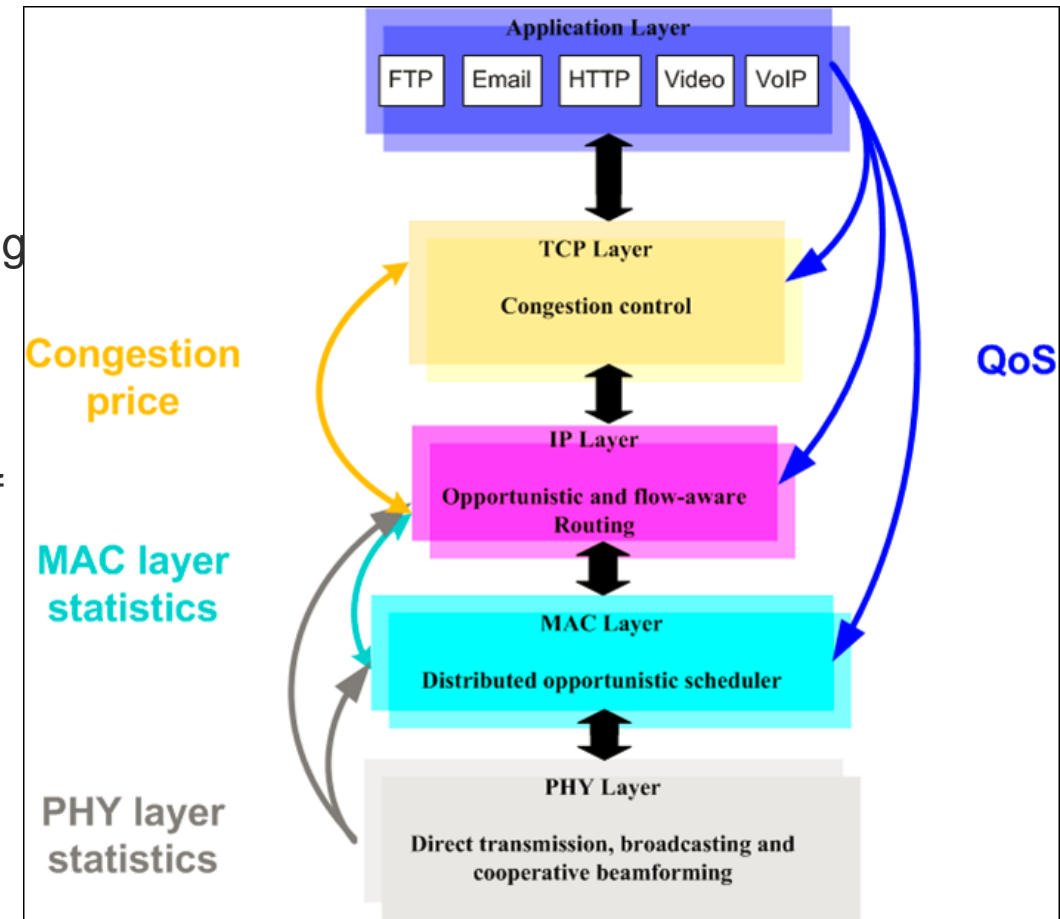 Application Layer
FTP Email HTTP Video VoIP
g
TCP Layer
Congestion control
Congestion
price
QoS
IP Layer
Opportunistic and flow-aware
Routing
MAC layer
statistics
MAC Layer
Distributed opportunistic scheduler
PHY Layer
PHY layer
statistics
Direct transmission, broadcasting and
cooperative beamforming